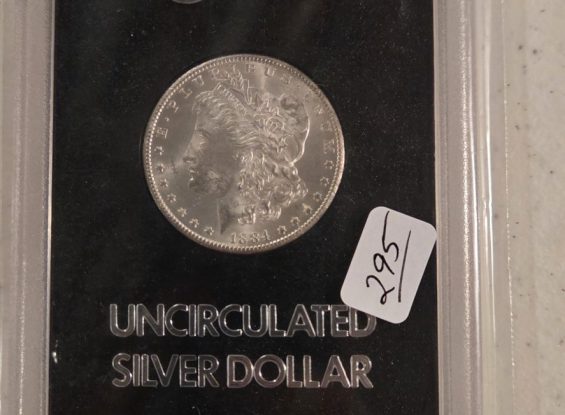 E · PLURIBUS · UNUM
1884
295
UNCIRCULATED
SILVER DOLLAR